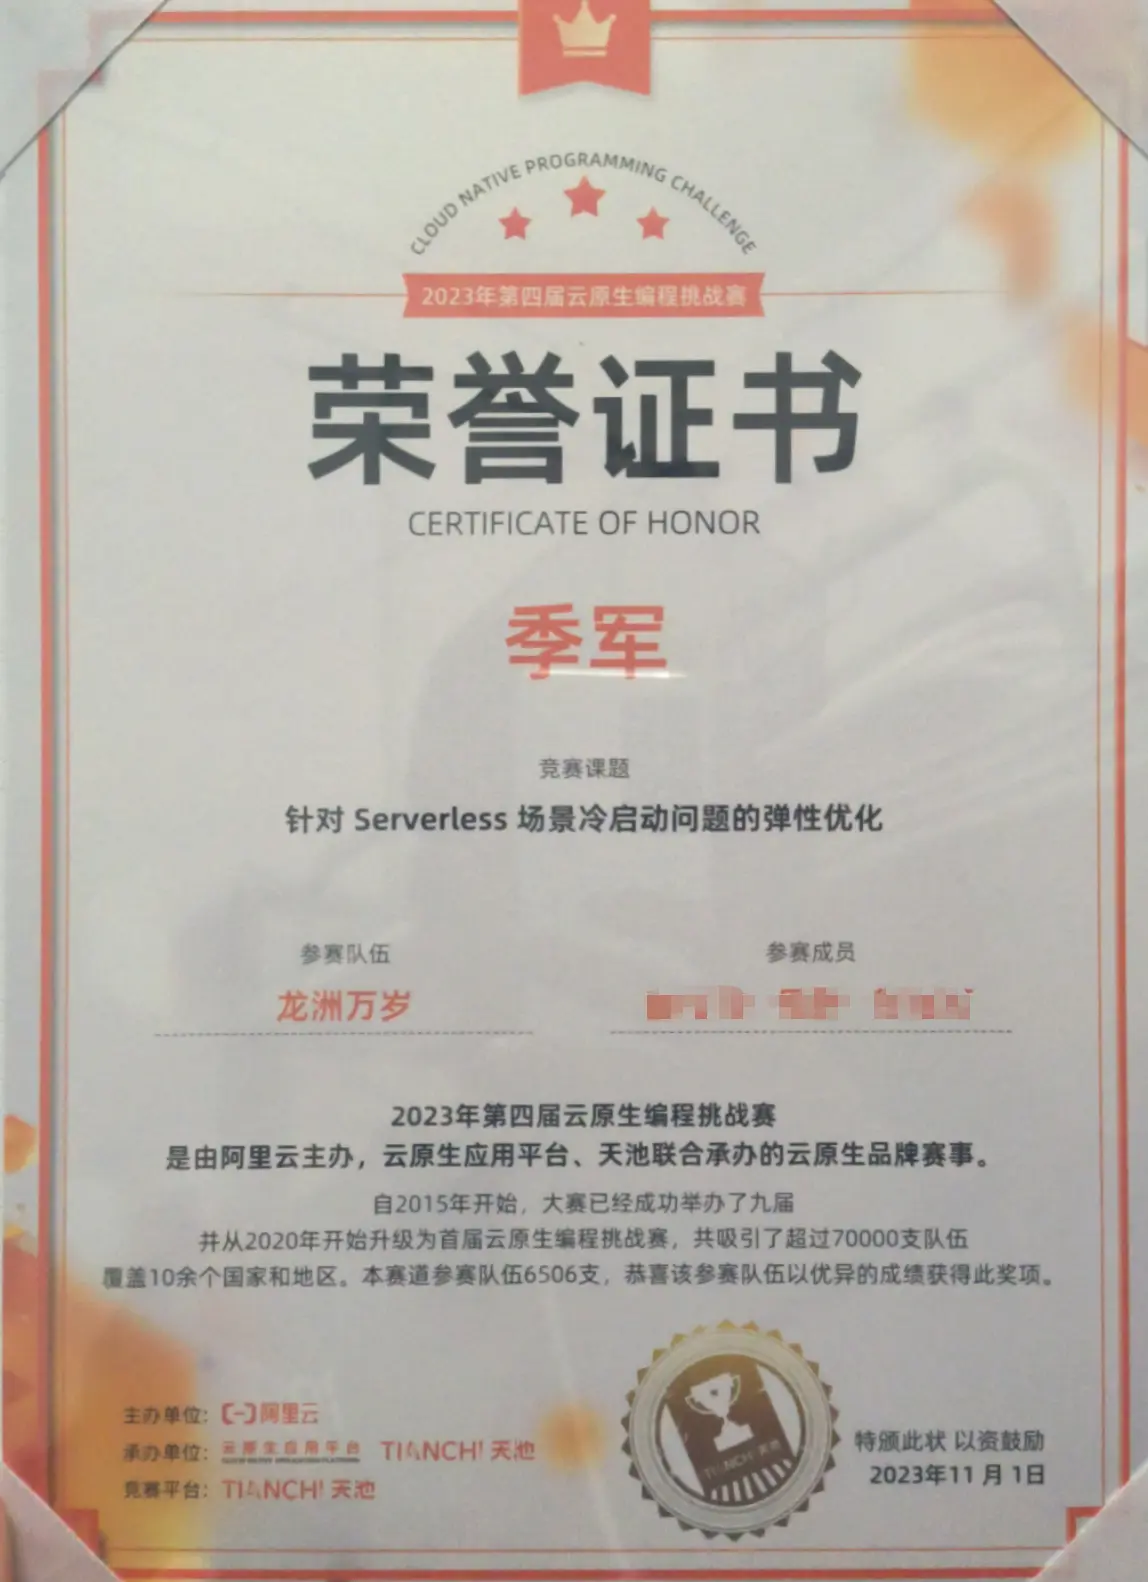 CLOUD NATIVE PROGRAMMING CHALLENGE
2023年第四届云原生编程挑战赛
荣誉证书
CERTIFICATE OF HONOR
季军
竞赛课题
针对 Serverless 场景冷启动问题的弹性优化
参赛队伍
参赛成员
龙洲万岁
2023年第四届云原生编程挑战赛
是由阿里云主办，云原生应用平台、天池联合承办的云原生品牌赛事。
自2015年开始，大赛已经成功举办了九届
并从2020年开始升级为首届云原生编程挑战赛，共吸引了超过70000支队伍
覆盖10余个国家和地区。本赛道参赛队伍6506支，恭喜该参赛队伍以优异的成绩获得此奖项。
主办单位：阿里云
承办单位：云原生应用平台 TIANCHI 天池
竞赛平台：TIANCHI 天池
TIANCHI 天池
特颁此状 以资鼓励
2023年11月1日